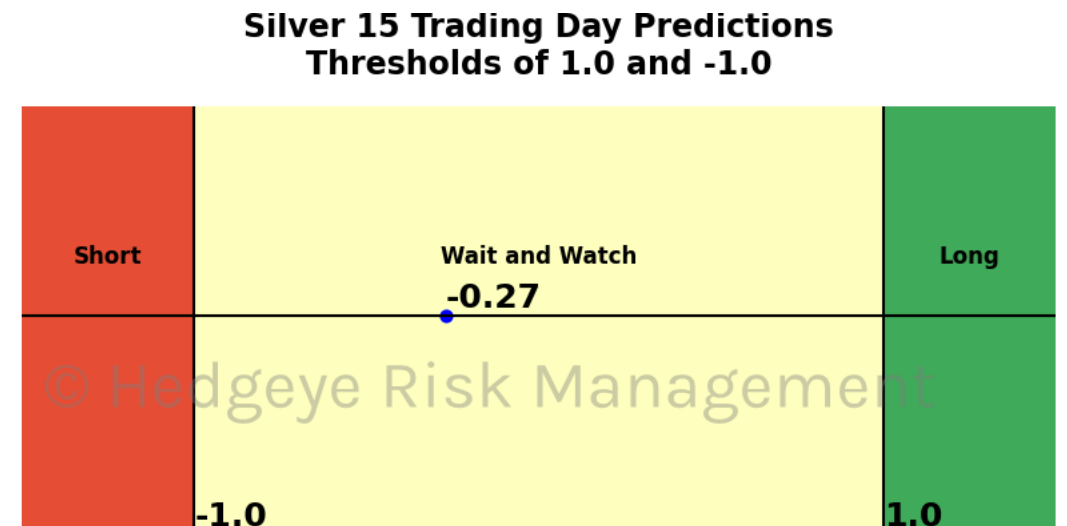 Silver 15 Trading Day Predictions
Thresholds of 1.0 and -1.0
Short
Wait and Watch
Long
-0.27
© Hedgeye Risk Management
-1.0
1.0